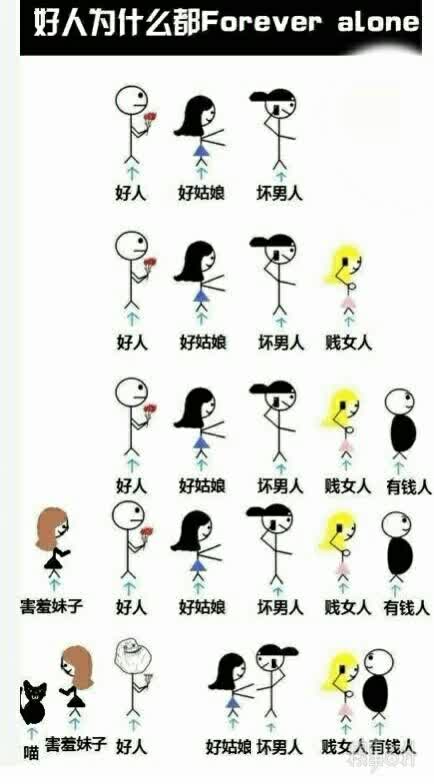 好人为什么都Forever alone
好人 好姑娘 坏男人
好人 好姑娘 坏男人 贱女人
好人 好姑娘 坏男人 贱女人 有钱人
害羞妹子 好人 好姑娘 坏男人 贱女人 有钱人
喵 害羞妹子 好人 好姑娘 坏男人 贱女人 有钱人